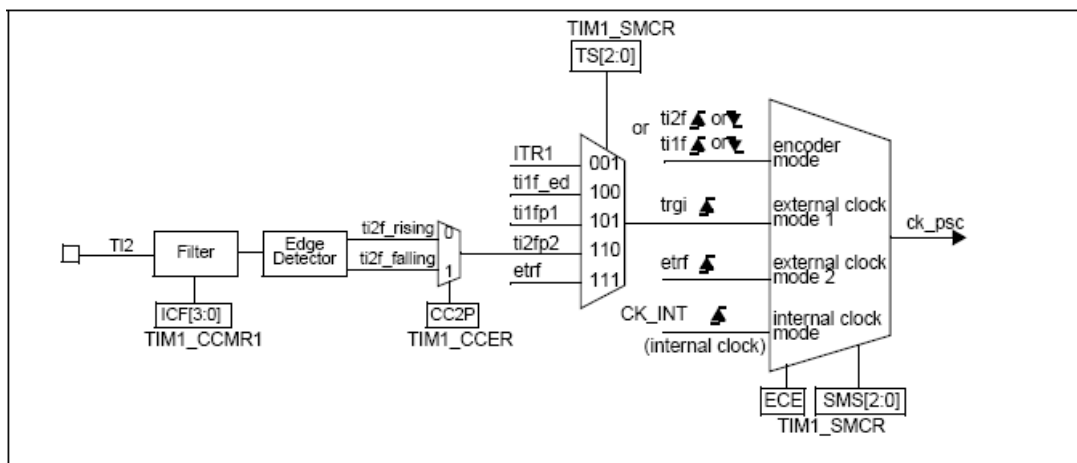 TIM1_SMCR
TS[2:0]
or
ti2f or
ti1f or
encoder
mode
ITR1
001
ti1f_ed
100
ti1fp1
101
trgi
external clock
mode 1
ck_psc
TI2
Filter
Edge
Detector
ti2f_rising
0
ti2f_falling
1
ti2fp2
110
etrf
111
etrf
external clock
mode 2
ICF[3:0]
TIM1_CCMR1
CC2P
TIM1_CCER
CK_INT
(internal clock)
internal clock
mode
ECE
SMS[2:0]
TIM1_SMCR